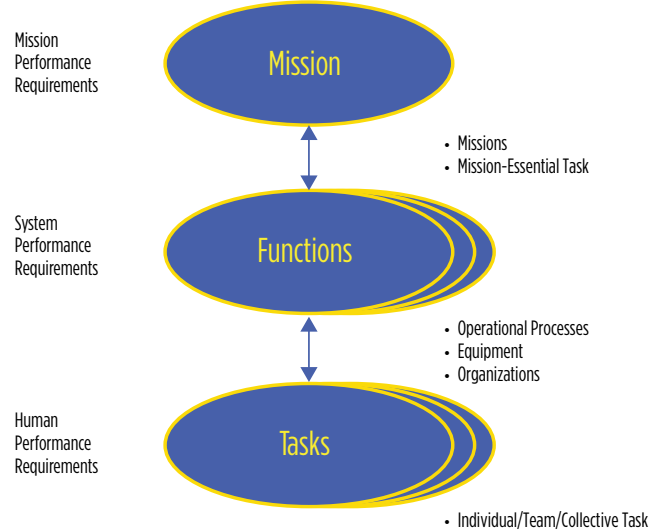 Mission
Performance
Requirements
Mission
• Missions
• Mission-Essential Task
System
Performance
Requirements
Functions
• Operational Processes
• Equipment
• Organizations
Human
Performance
Requirements
Tasks
• Individual/Team/Collective Task